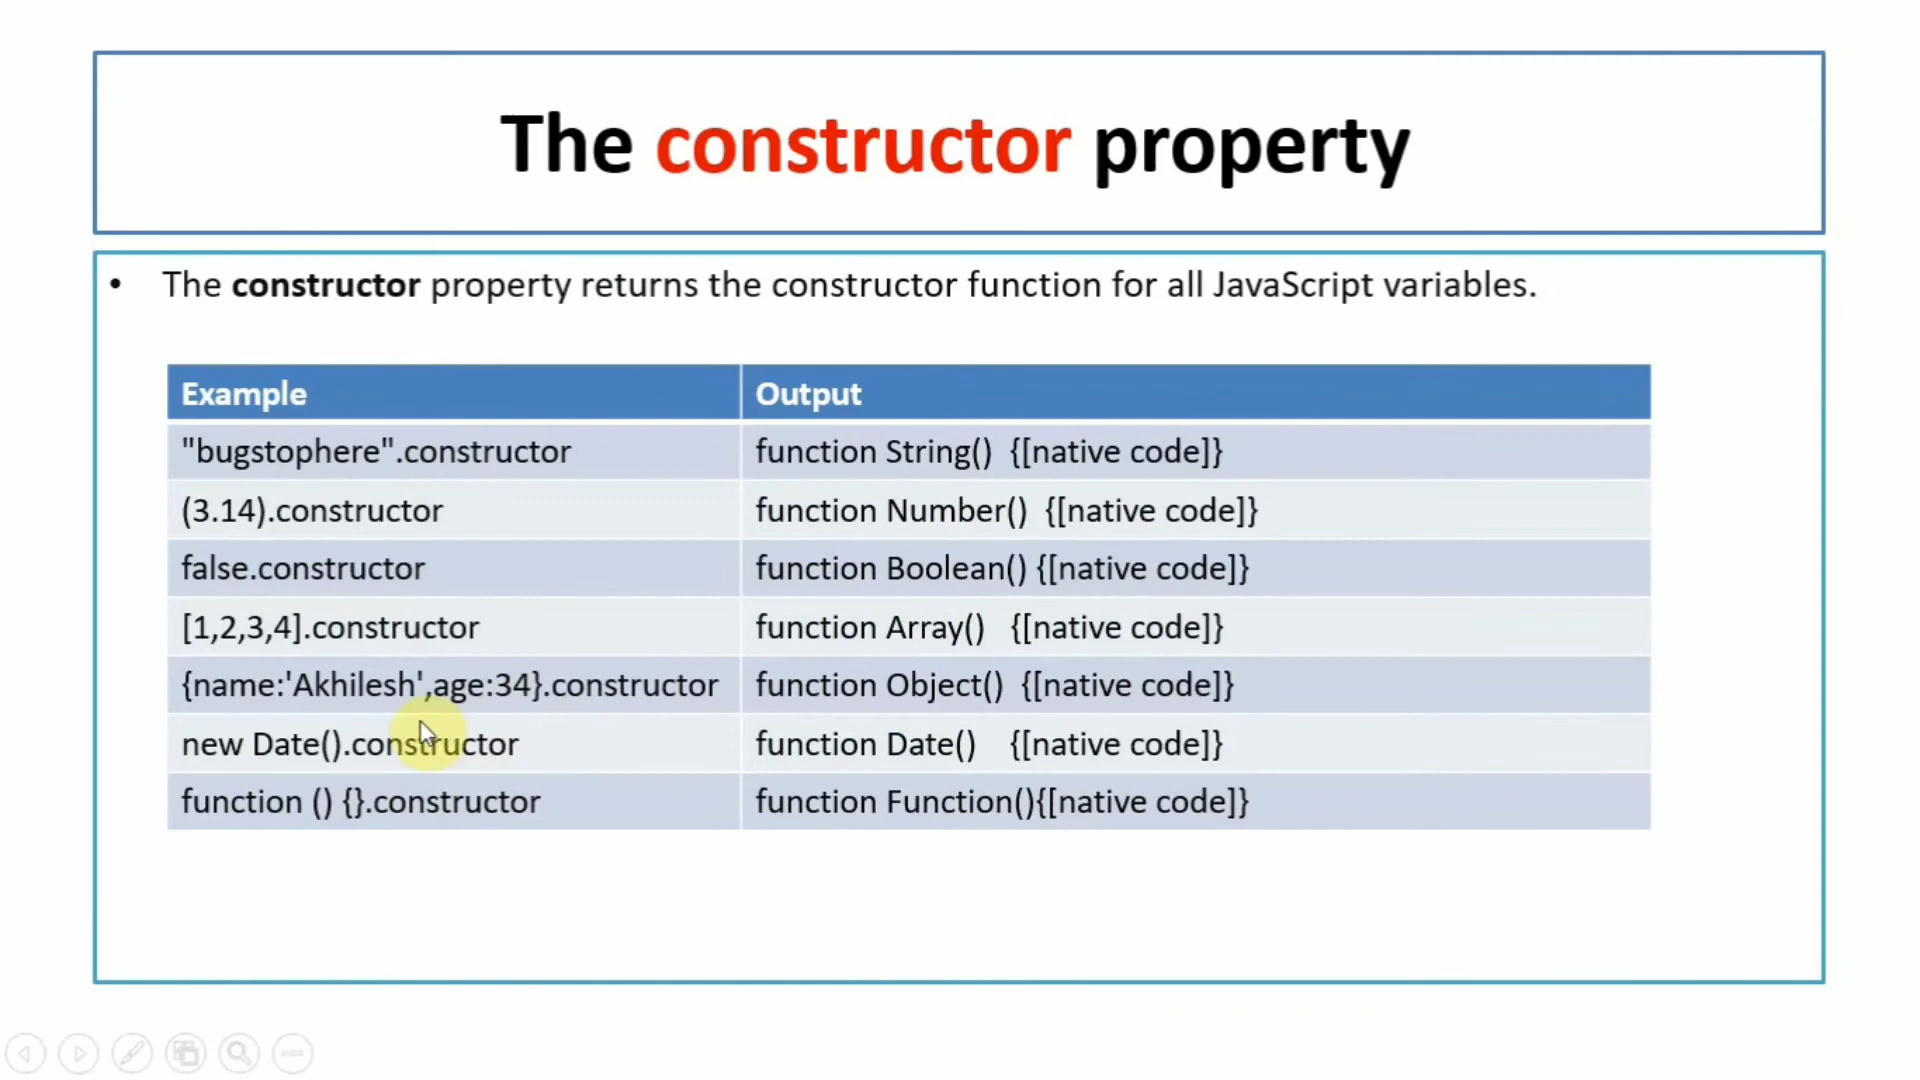 The constructor property
• The constructor property returns the constructor function for all JavaScript variables.
Example Output
"bugstophere".constructor function String() {[native code]}
(3.14).constructor function Number() {[native code]}
false.constructor function Boolean() {[native code]}
[1,2,3,4].constructor function Array() {[native code]}
{name:'Akhilesh',age:34}.constructor function Object() {[native code]}
new Date().constructor function Date() {[native code]}
function () {}.constructor function Function(){[native code]}